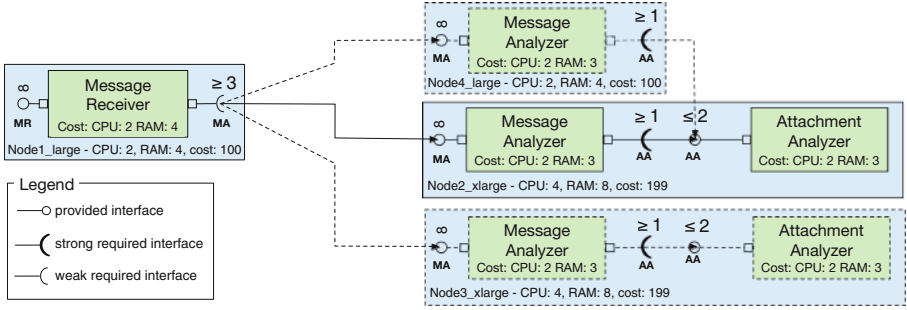 8
MR
Message
Receiver
Cost: CPU: 2 RAM: 4
≥ 3
MA
Node1_large - CPU: 2, RAM: 4, cost: 100
8
MA
Message
Analyzer
Cost: CPU: 2 RAM: 3
≥ 1
AA
Node4_large - CPU: 2, RAM: 4, cost: 100
8
MA
Message
Analyzer
Cost: CPU: 2 RAM: 3
≥ 1
AA
≤ 2
AA
Attachment
Analyzer
Cost: CPU: 2 RAM: 3
Node2_xlarge - CPU: 4, RAM: 8, cost: 199
8
MA
Message
Analyzer
Cost: CPU: 2 RAM: 3
≥ 1
AA
≤ 2
AA
Attachment
Analyzer
Cost: CPU: 2 RAM: 3
Node3_xlarge - CPU: 4, RAM: 8, cost: 199
Legend
provided interface
strong required interface
weak required interface